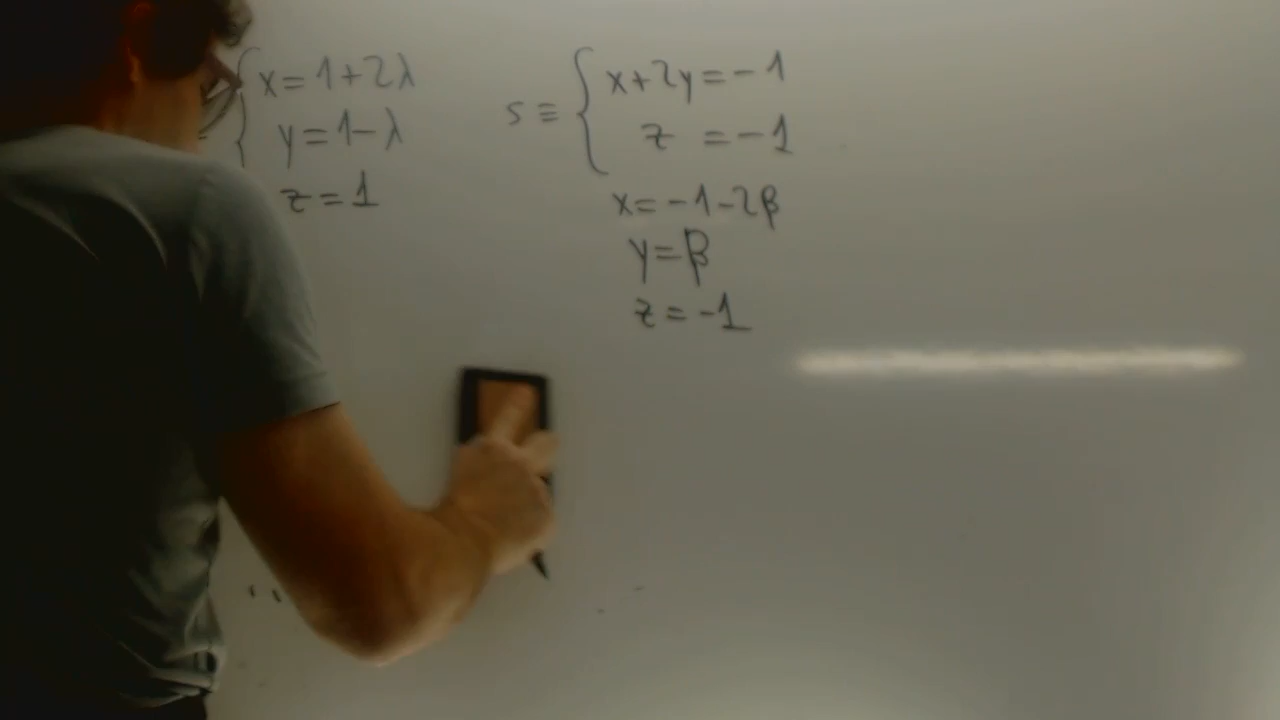 x=1+2λ
y=1-λ
z=1
s≡ { x+2y=-1
z =-1
x=-1-2β
y=β
z=-1